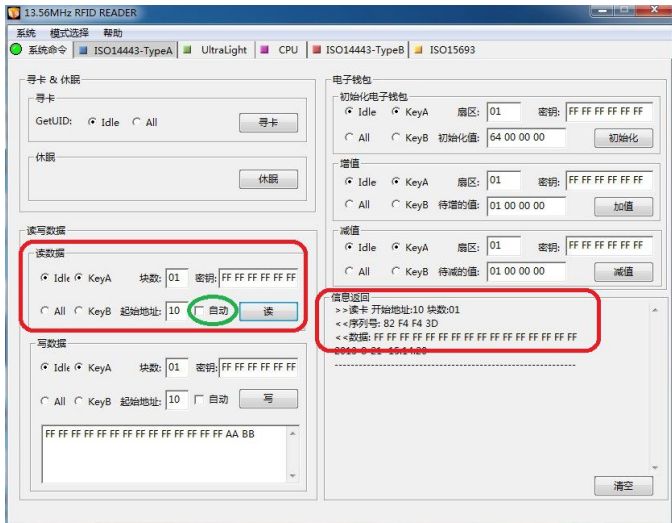 13.56MHz RFID READER
系统 模式选择 帮助
系统命令 ISO14443-TypeA UltraLight CPU ISO14443-TypeB ISO15693
寻卡 & 休眠
寻卡
GetUID: Idle All 寻卡
休眠
休眠
读写数据
读数据
Idle KeyA 块数: 01 密钥: FF FF FF FF FF FF
All KeyB 起始地址: 10 自动 读
写数据
Idle KeyA 块数: 01 密钥: FF FF FF FF FF FF
All KeyB 起始地址: 10 自动 写
FF FF FF FF FF FF FF FF FF FF FF FF FF FF AA BB
电子钱包
初始化电子钱包
Idle KeyA 扇区: 01 密钥: FF FF FF FF FF FF
All KeyB 初始化值: 64 00 00 00 初始化
增值
Idle KeyA 扇区: 01 密钥: FF FF FF FF FF FF
All KeyB 待增的值: 01 00 00 00 加值
减值
Idle KeyA 扇区: 01 密钥: FF FF FF FF FF FF
All KeyB 待减的值: 01 00 00 00 减值
信息返回
>>读卡 开始地址:10 块数:01
<<序列号: 82 F4 F4 3D
<<数据: FF FF FF FF FF FF FF FF FF FF FF FF FF FF FF FF
清空